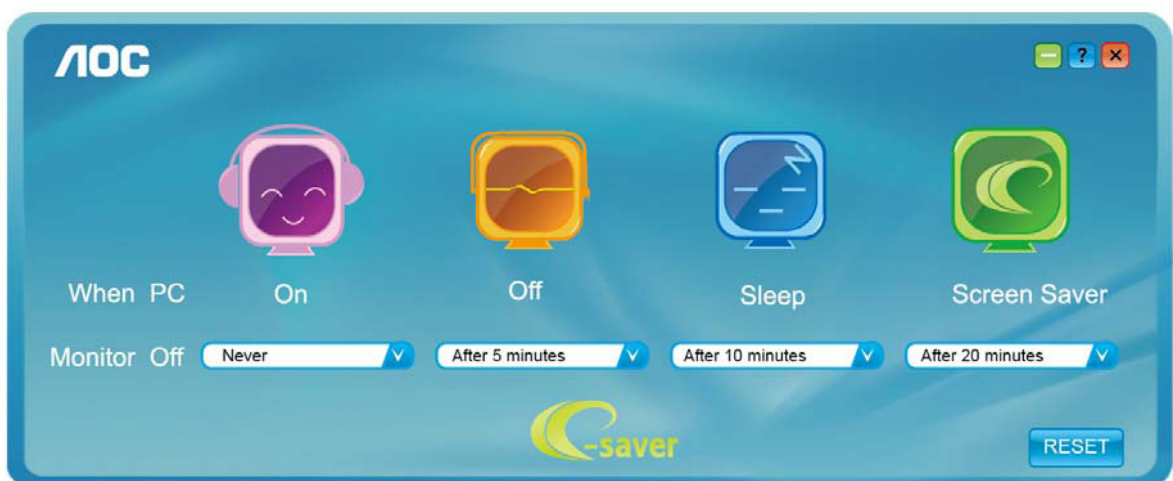 AOC
?
When PC On Off Sleep Screen Saver
Monitor Off Never After 5 minutes After 10 minutes After 20 minutes
e-saver
RESET